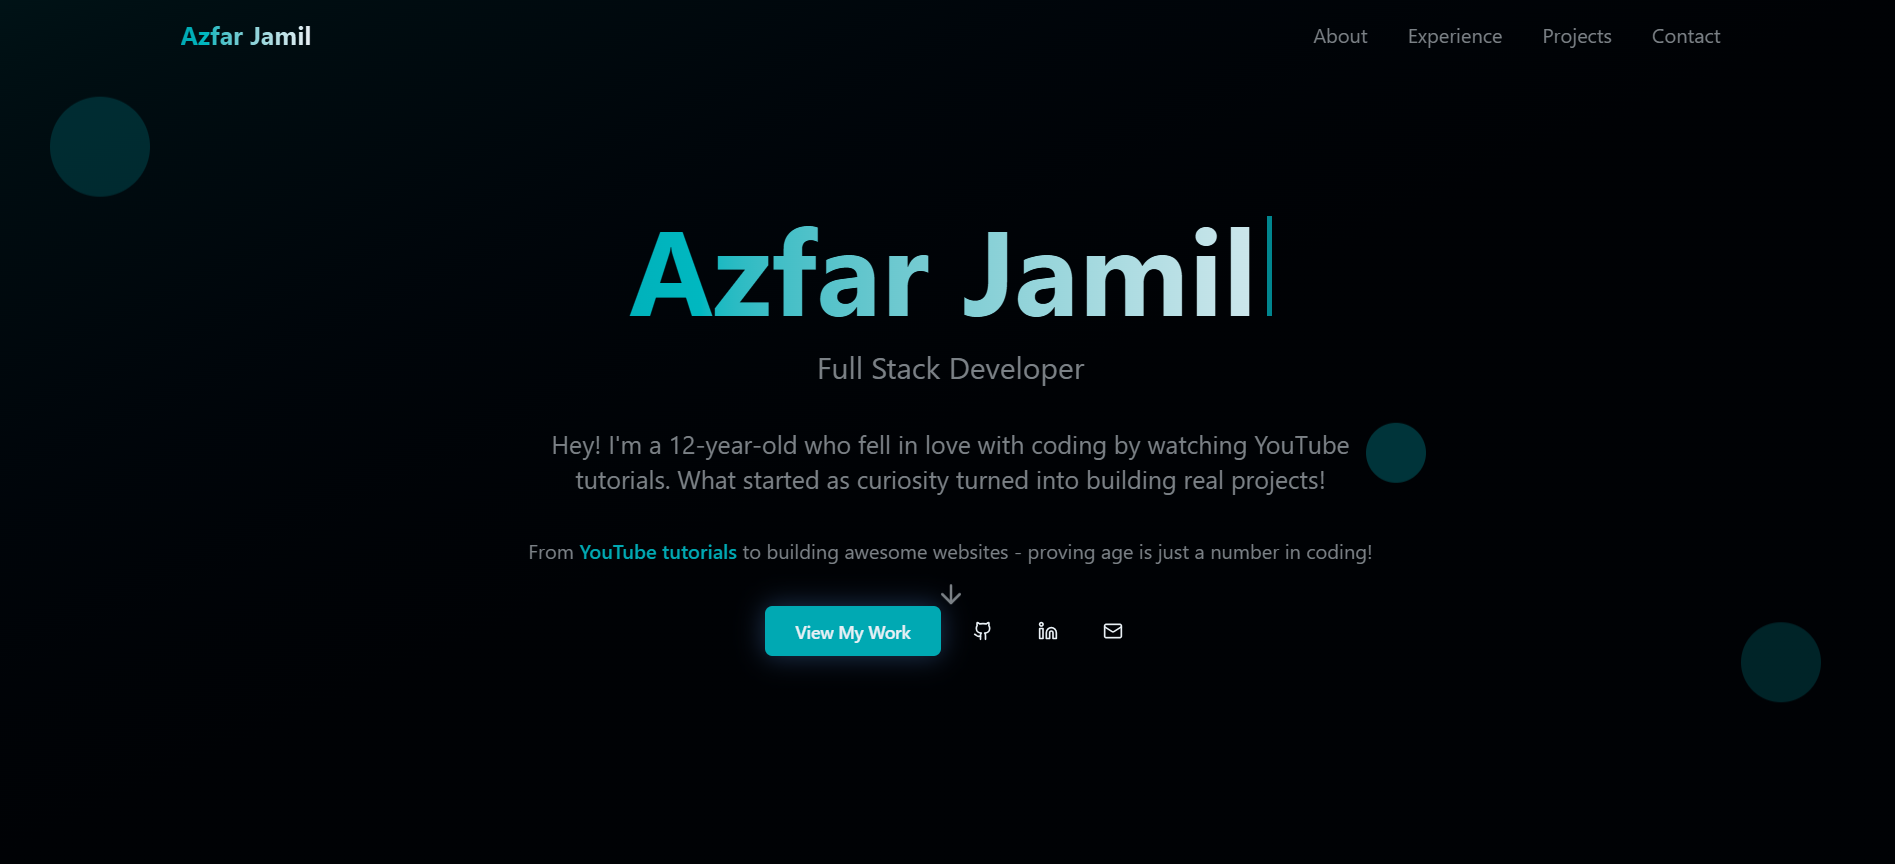 Azfar Jamil
About Experience Projects Contact
Azfar Jamil
Full Stack Developer
Hey! I'm a 12-year-old who fell in love with coding by watching YouTube
tutorials. What started as curiosity turned into building real projects!
From YouTube tutorials to building awesome websites - proving age is just a number in coding!
View My Work